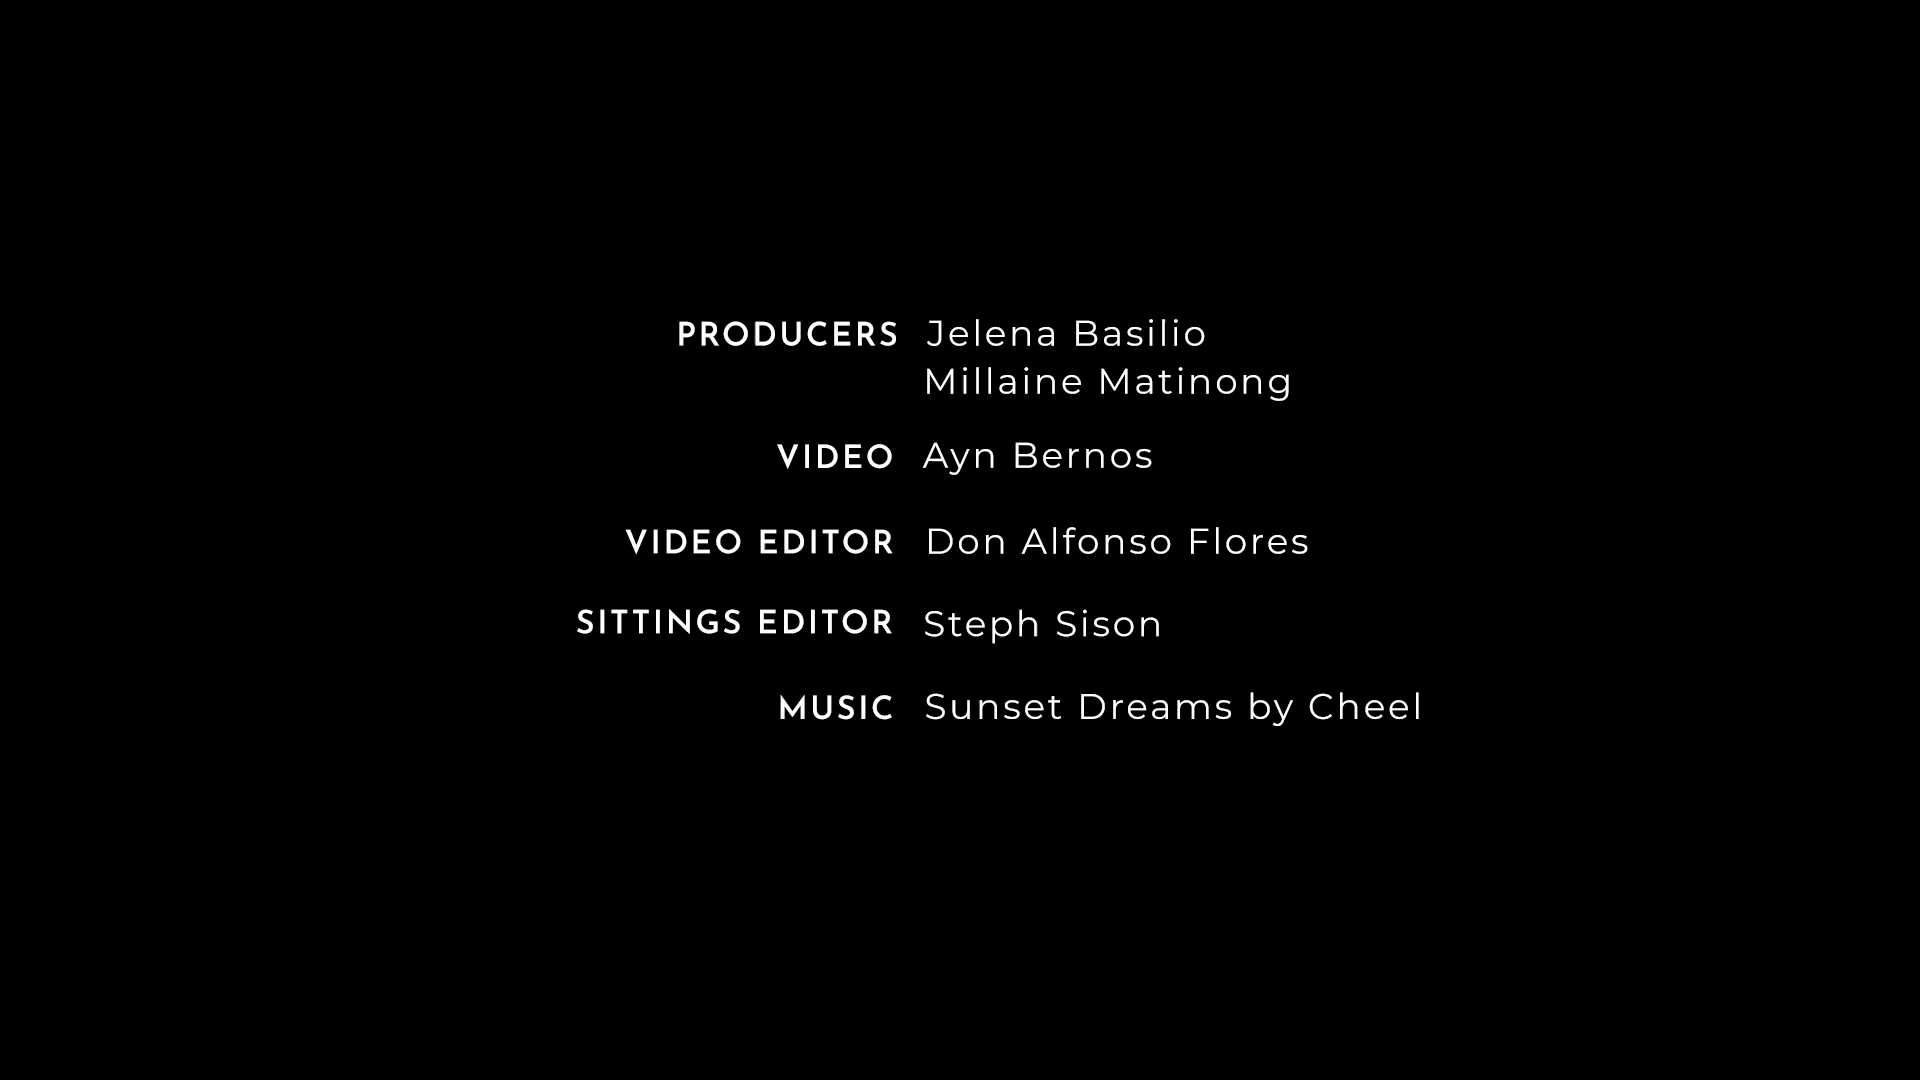 PRODUCERS Jelena Basilio
Millaine Matinong
VIDEO Ayn Bernos
VIDEO EDITOR Don Alfonso Flores
SITTINGS EDITOR Steph Sison
MUSIC Sunset Dreams by Cheel